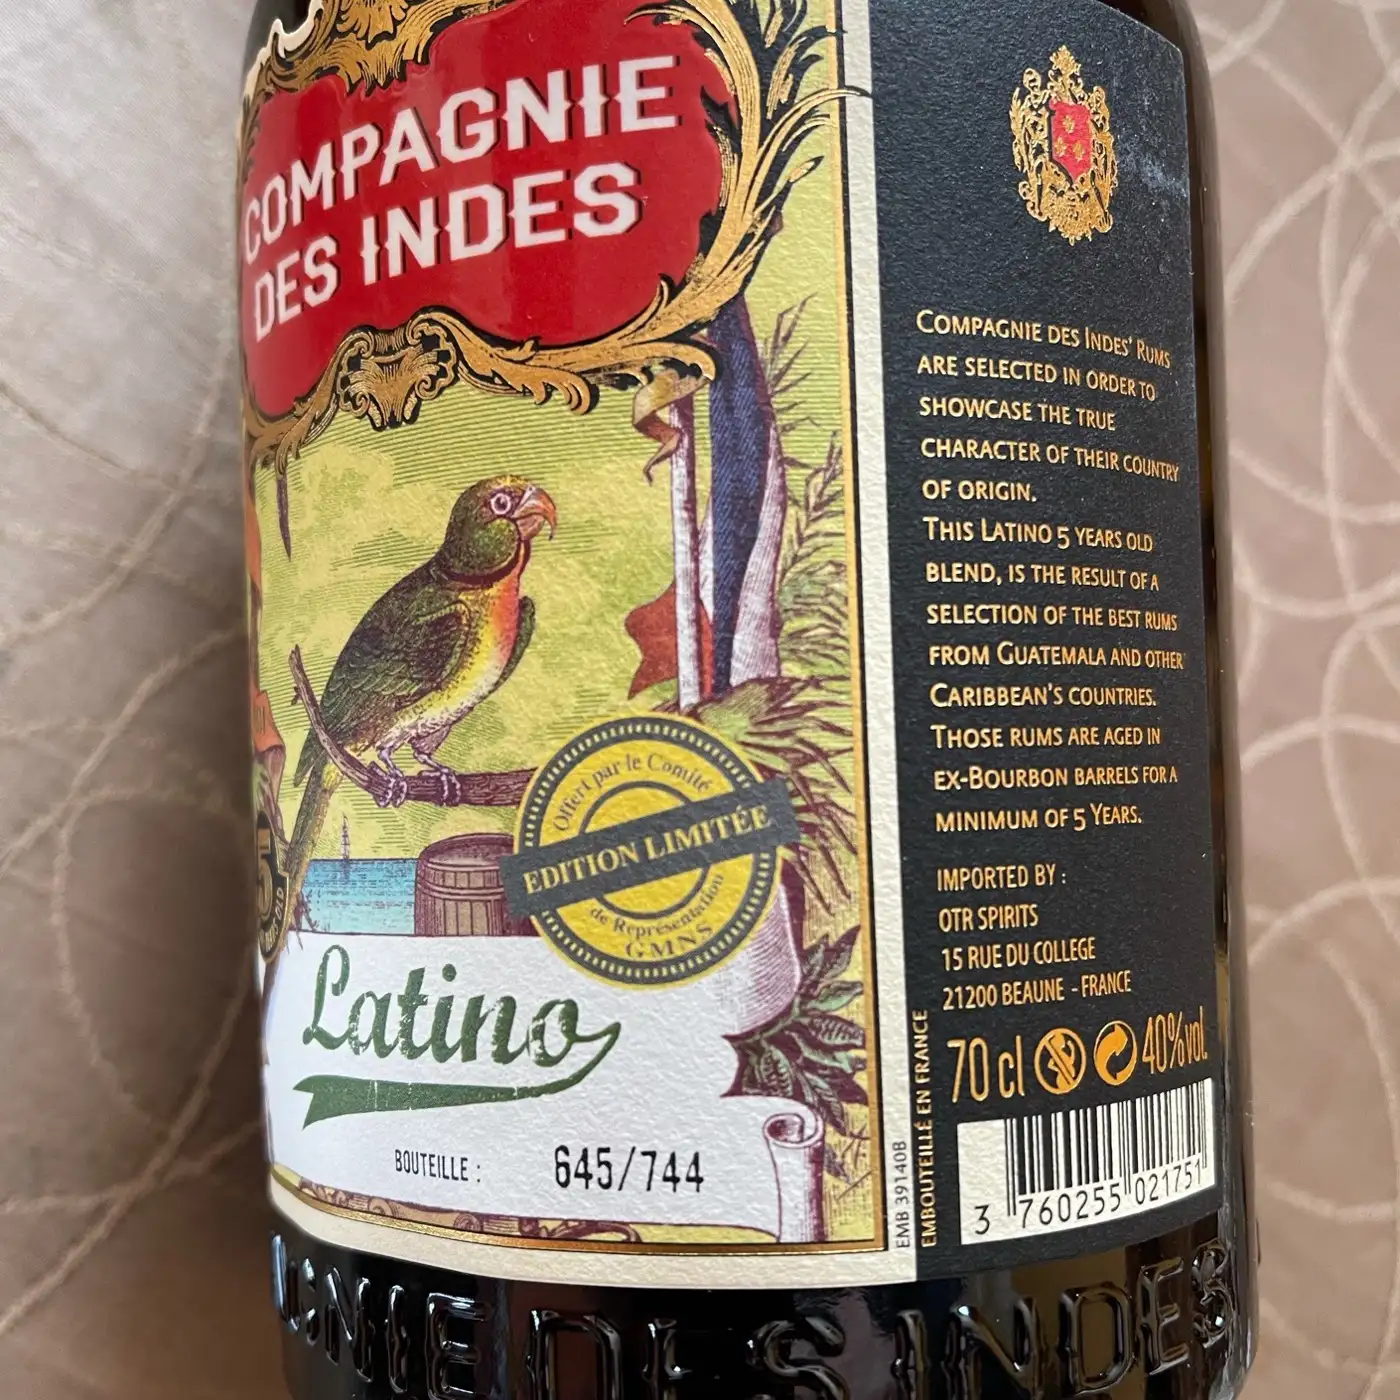 COMPAGNIE
DES INDES
Offert par le Comité
EDITION LIMITÉE
de Représentation
GMNS
5
Latino
BOUTEILLE : 645/744
COMPAGNIE DES INDES' RUMS
ARE SELECTED IN ORDER TO
SHOWCASE THE TRUE
CHARACTER OF THEIR COUNTRY
OF ORIGIN.
THIS LATINO 5 YEARS OLD
BLEND, IS THE RESULT OF A
SELECTION OF THE BEST RUMS
FROM GUATEMALA AND OTHER
CARIBBEAN'S COUNTRIES.
THOSE RUMS ARE AGED IN
EX-BOURBON BARRELS FOR A
MINIMUM OF 5 YEARS.
IMPORTED BY :
OTR SPIRITS
15 RUE DU COLLEGE
21200 BEAUNE - FRANCE
70 cl 40%vol.
EMB 39140B
EMBOUTEILLÉ EN FRANCE
3 760255 021751
GNIE DES INDES